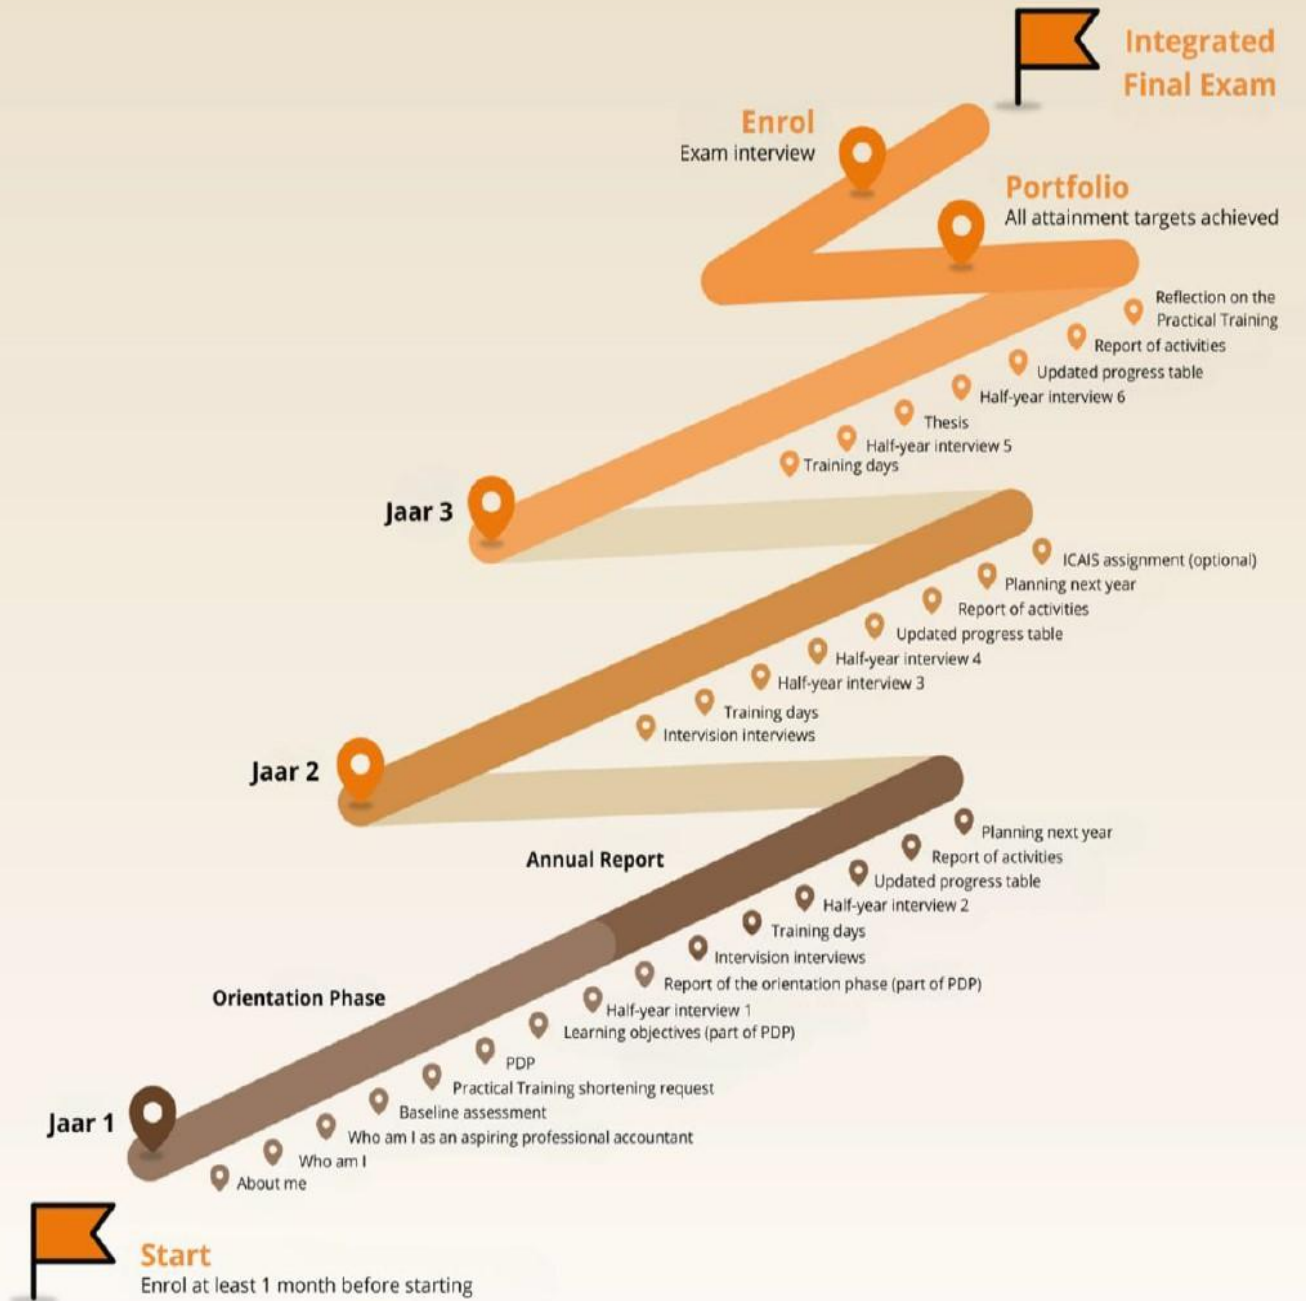 Integrated
Final Exam
Enrol
Exam interview
Portfolio
All attainment targets achieved
Reflection on the
Practical Training
Report of activities
Updated progress table
Half-year interview 6
Thesis
Half-year interview 5
Training days
Jaar 3
ICAIS assignment (optional)
Planning next year
Report of activities
Updated progress table
Half-year interview 4
Half-year interview 3
Training days
Intervision interviews
Jaar 2
Planning next year
Annual Report
Report of activities
Updated progress table
Half-year interview 2
Training days
Intervision interviews
Report of the orientation phase (part of PDP)
Orientation Phase
Half-year interview 1
Learning objectives (part of PDP)
PDP
Practical Training shortening request
Baseline assessment
Jaar 1
Who am I as an aspiring professional accountant
Who am I
About me
Start
Enrol at least 1 month before starting